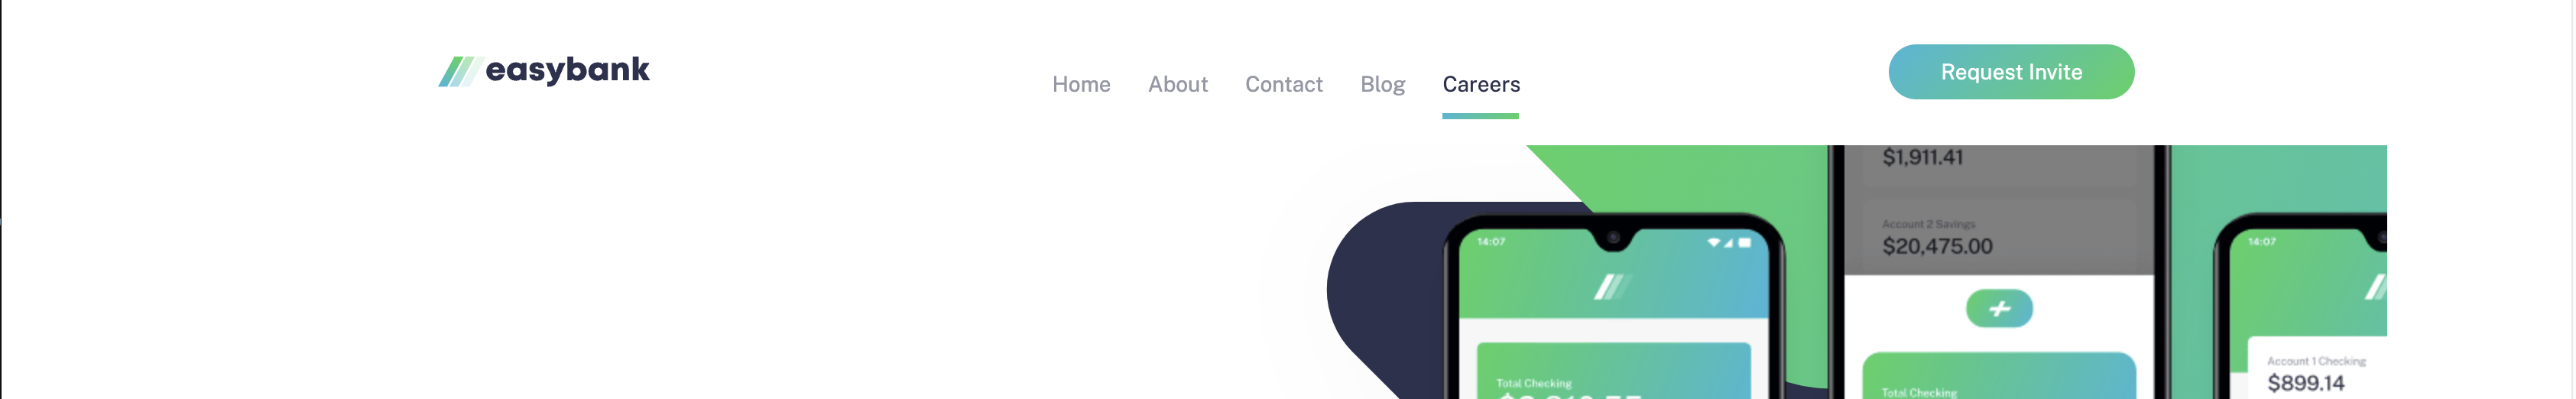 easybank
Home About Contact Blog Careers
Request Invite
$1,911.41
Account 2 Savings
$20,475.00
14:07
14:07
Total Checking
Account 1 Checking
$899.14
Total Checking